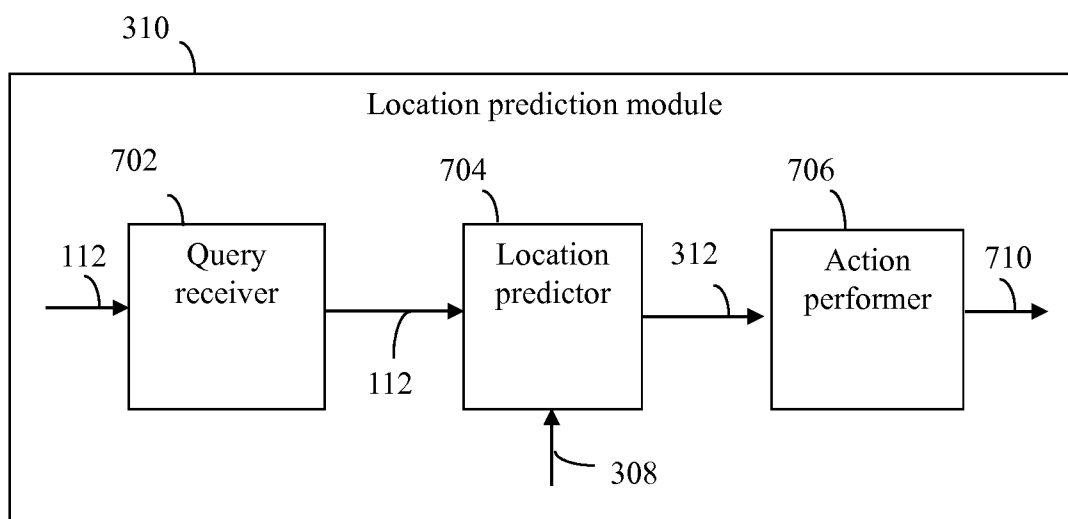 310
Location prediction module
702
704
706
112
Query
receiver
Location
predictor
312
Action
performer
710
112
308